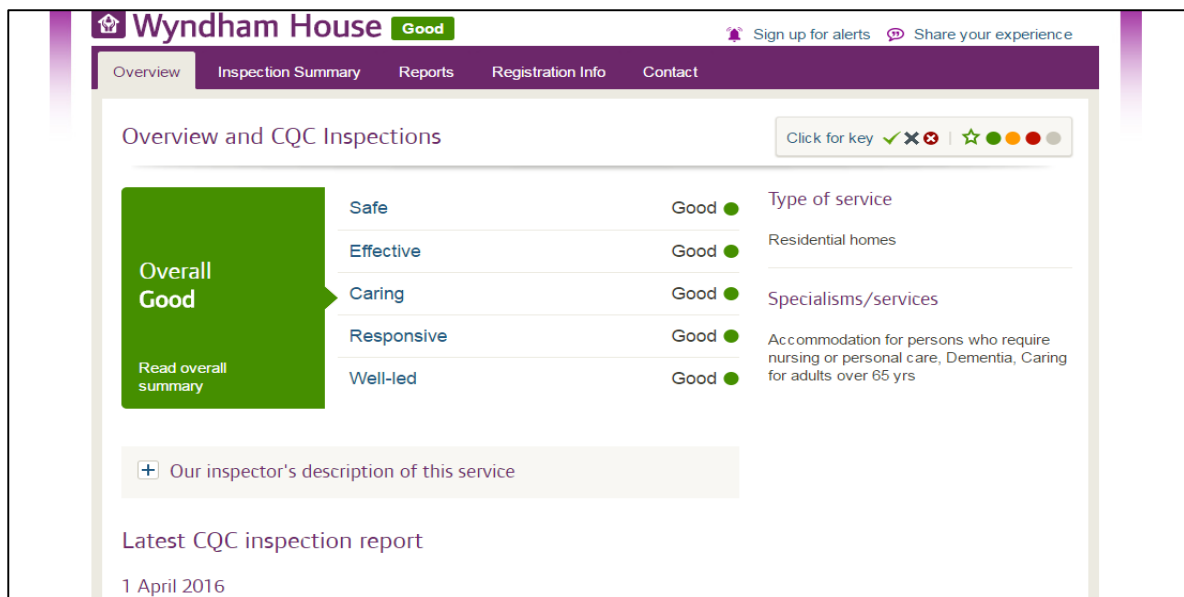 Wyndham House Good
Sign up for alerts Share your experience
Overview Inspection Summary Reports Registration Info Contact
Overview and CQC Inspections
Click for key
Overall
Good
Read overall
summary
Safe Good
Effective Good
Caring Good
Responsive Good
Well-led Good
Type of service
Residential homes
Specialisms/services
Accommodation for persons who require
nursing or personal care, Dementia, Caring
for adults over 65 yrs
Our inspector's description of this service
Latest CQC inspection report
1 April 2016